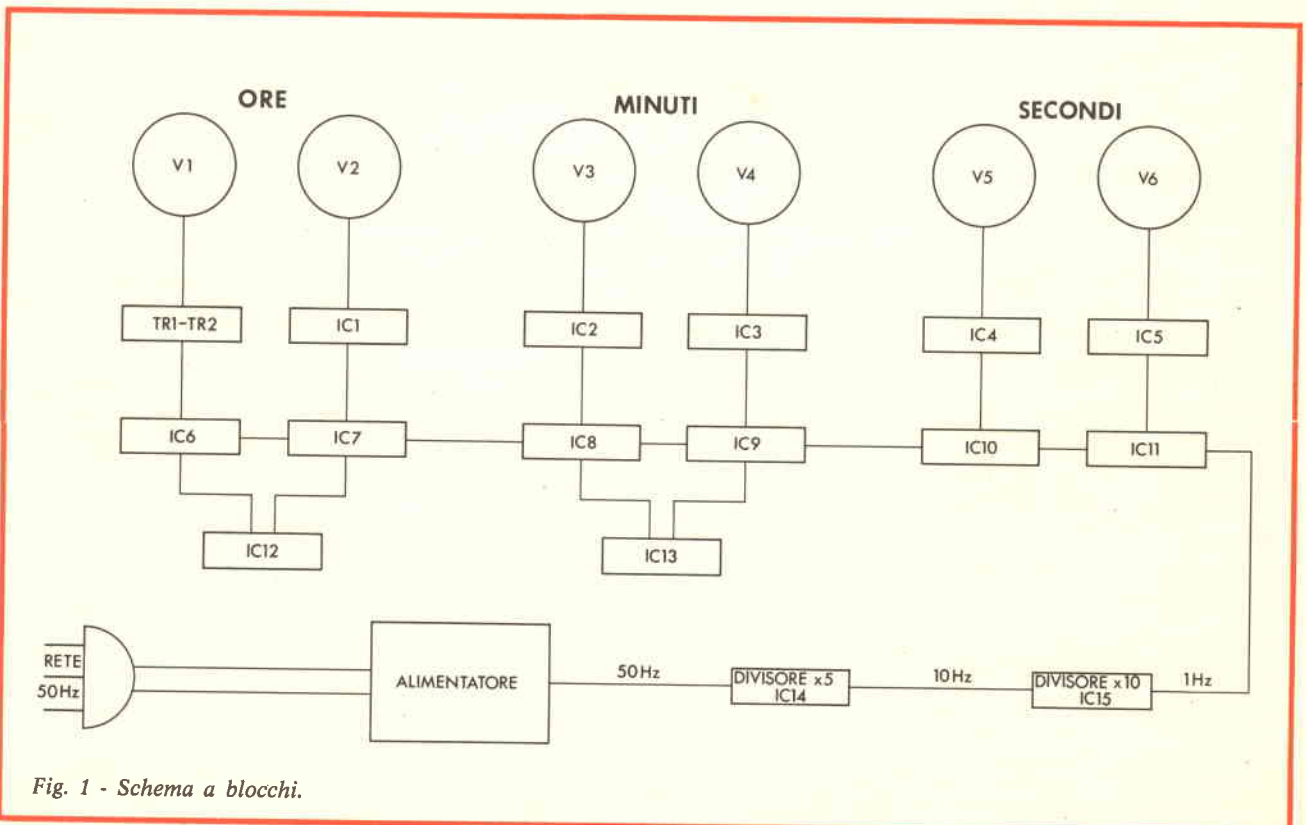 ORE
MINUTI
SECONDI
V1
V2
V3
V4
V5
V6
TR1-TR2
IC1
IC2
IC3
IC4
IC5
IC6
IC7
IC8
IC9
IC10
IC11
IC12
IC13
RETE
50Hz
ALIMENTATORE
50Hz
DIVISORE x5
IC14
10Hz
DIVISORE x10
IC15
1Hz
Fig. 1 - Schema a blocchi.